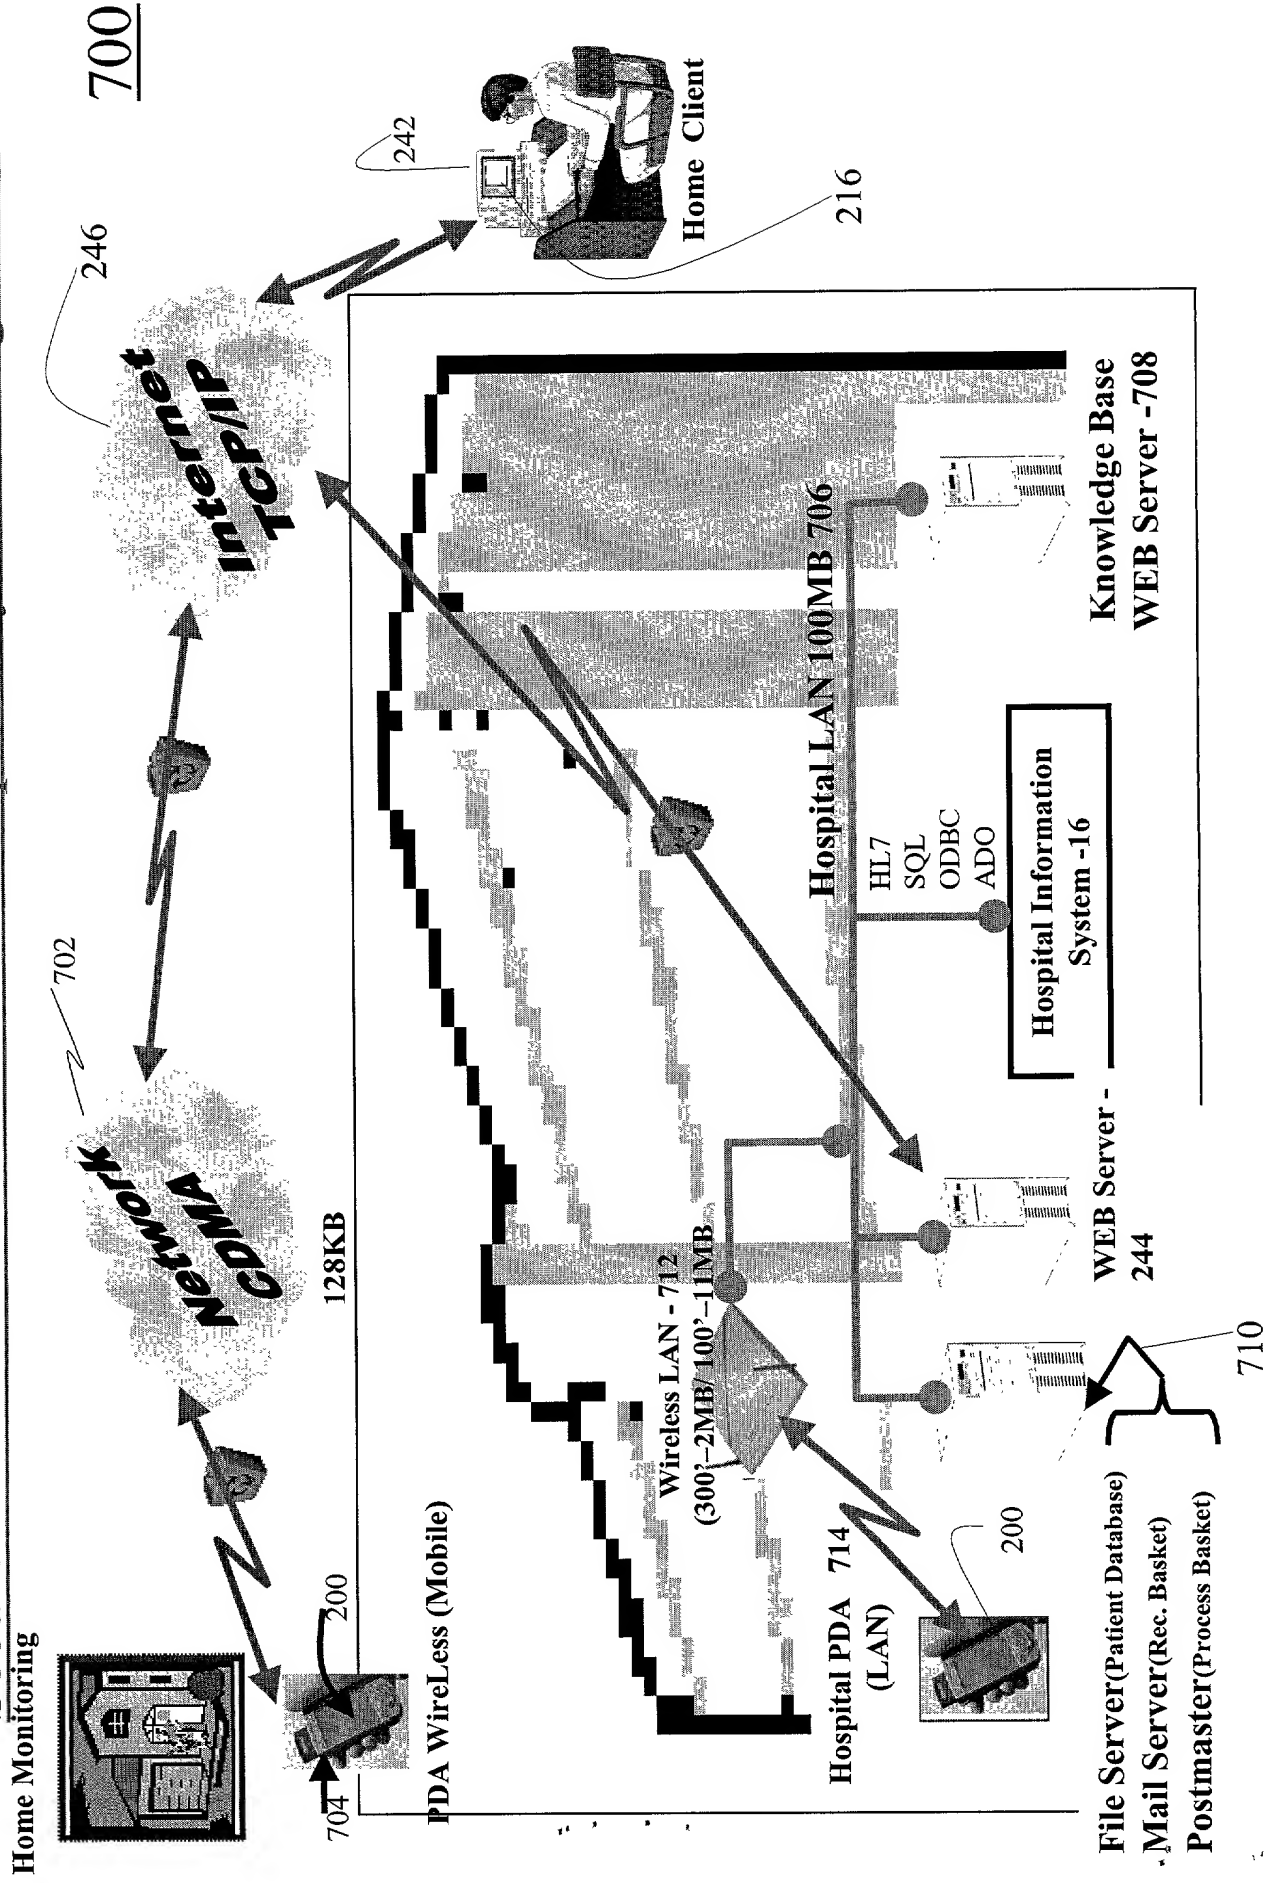 Home Monitoring
700
702
246
Network
CDMA
Internet
TCP/IP
242
704
200
128KB
PDA WireLess (Mobile)
Home Client
216
Wireless LAN - 712
(300'–2MB/ 100'–11MB
Hospital LAN 100MB 706
Hospital PDA 714
(LAN)
HL7
SQL
ODBC
ADO
200
Hospital Information
System -16
Knowledge Base
WEB Server -708
WEB Server -
244
File Server(Patient Database)
Mail Server(Rec. Basket)
Postmaster(Process Basket)
710